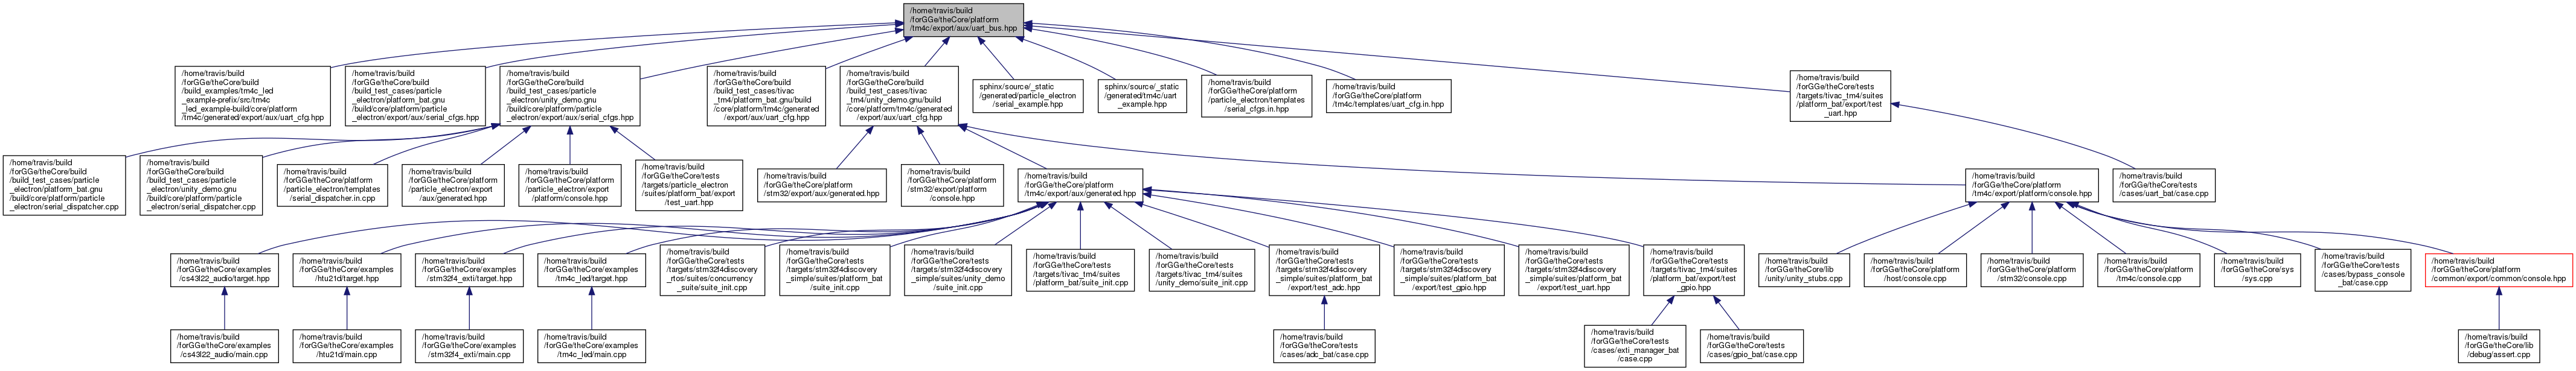 /home/travis/build
/forGGe/theCore/platform
/tm4c/export/aux/uart_bus.hpp
/home/travis/build
/forGGe/theCore/build
/build_examples/tm4c_led
_example-prefix/src/tm4c
_led_example-build/core/platform
/tm4c/generated/export/aux/uart_cfg.hpp
/home/travis/build
/forGGe/theCore/build
/build_test_cases/particle
_electron/platform_bat.gnu
/build/core/platform/particle
_electron/export/aux/serial_cfgs.hpp
/home/travis/build
/forGGe/theCore/build
/build_test_cases/particle
_electron/unity_demo.gnu
/build/core/platform/particle
_electron/export/aux/serial_cfgs.hpp
/home/travis/build
/forGGe/theCore/build
/build_test_cases/tivac
_tm4/platform_bat.gnu/build
/core/platform/tm4c/generated
/export/aux/uart_cfg.hpp
/home/travis/build
/forGGe/theCore/build
/build_test_cases/tivac
_tm4/unity_demo.gnu/build
/core/platform/tm4c/generated
/export/aux/uart_cfg.hpp
sphinx/source/_static
/generated/particle_electron
/serial_example.hpp
sphinx/source/_static
/generated/tm4c/uart
_example.hpp
/home/travis/build
/forGGe/theCore/platform
/particle_electron/templates
/serial_cfgs.in.hpp
/home/travis/build
/forGGe/theCore/platform
/tm4c/templates/uart_cfg.in.hpp
/home/travis/build
/forGGe/theCore/tests
/targets/tivac_tm4/suites
/platform_bat/export/test
_uart.hpp
/home/travis/build
/forGGe/theCore/build
/build_test_cases/particle
_electron/platform_bat.gnu
/build/core/platform/particle
_electron/serial_dispatcher.cpp
/home/travis/build
/forGGe/theCore/build
/build_test_cases/particle
_electron/unity_demo.gnu
/build/core/platform/particle
_electron/serial_dispatcher.cpp
/home/travis/build
/forGGe/theCore/platform
/particle_electron/templates
/serial_dispatcher.in.cpp
/home/travis/build
/forGGe/theCore/platform
/particle_electron/export
/aux/generated.hpp
/home/travis/build
/forGGe/theCore/platform
/particle_electron/export
/platform/console.hpp
/home/travis/build
/forGGe/theCore/tests
/targets/particle_electron
/suites/platform_bat/export
/test_uart.hpp
/home/travis/build
/forGGe/theCore/platform
/stm32/export/aux/generated.hpp
/home/travis/build
/forGGe/theCore/platform
/stm32/export/platform
/console.hpp
/home/travis/build
/forGGe/theCore/platform
/tm4c/export/aux/generated.hpp
/home/travis/build
/forGGe/theCore/platform
/tm4c/export/platform/console.hpp
/home/travis/build
/forGGe/theCore/tests
/cases/uart_bat/case.cpp
/home/travis/build
/forGGe/theCore/examples
/cs43l22_audio/target.hpp
/home/travis/build
/forGGe/theCore/examples
/htu21d/target.hpp
/home/travis/build
/forGGe/theCore/examples
/stm32f4_exti/target.hpp
/home/travis/build
/forGGe/theCore/examples
/tm4c_led/target.hpp
/home/travis/build
/forGGe/theCore/tests
/targets/stm32f4discovery
_rtos/suites/concurrency
_suite/suite_init.cpp
/home/travis/build
/forGGe/theCore/tests
/targets/stm32f4discovery
_simple/suites/platform_bat
/suite_init.cpp
/home/travis/build
/forGGe/theCore/tests
/targets/stm32f4discovery
_simple/suites/unity_demo
/suite_init.cpp
/home/travis/build
/forGGe/theCore/tests
/targets/tivac_tm4/suites
/platform_bat/suite_init.cpp
/home/travis/build
/forGGe/theCore/tests
/targets/tivac_tm4/suites
/unity_demo/suite_init.cpp
/home/travis/build
/forGGe/theCore/tests
/targets/stm32f4discovery
_simple/suites/platform_bat
/export/test_adc.hpp
/home/travis/build
/forGGe/theCore/tests
/targets/stm32f4discovery
_simple/suites/platform_bat
/export/test_gpio.hpp
/home/travis/build
/forGGe/theCore/tests
/targets/stm32f4discovery
_simple/suites/platform_bat
/export/test_uart.hpp
/home/travis/build
/forGGe/theCore/tests
/targets/tivac_tm4/suites
/platform_bat/export/test
_gpio.hpp
/home/travis/build
/forGGe/theCore/lib
/unity/unity_stubs.cpp
/home/travis/build
/forGGe/theCore/platform
/host/console.cpp
/home/travis/build
/forGGe/theCore/platform
/stm32/console.cpp
/home/travis/build
/forGGe/theCore/platform
/tm4c/console.cpp
/home/travis/build
/forGGe/theCore/sys
/sys.cpp
/home/travis/build
/forGGe/theCore/tests
/cases/bypass_console
_bat/case.cpp
/home/travis/build
/forGGe/theCore/platform
/common/export/common/console.hpp
/home/travis/build
/forGGe/theCore/examples
/cs43l22_audio/main.cpp
/home/travis/build
/forGGe/theCore/examples
/htu21d/main.cpp
/home/travis/build
/forGGe/theCore/examples
/stm32f4_exti/main.cpp
/home/travis/build
/forGGe/theCore/examples
/tm4c_led/main.cpp
/home/travis/build
/forGGe/theCore/tests
/cases/adc_bat/case.cpp
/home/travis/build
/forGGe/theCore/tests
/cases/exti_manager_bat
/case.cpp
/home/travis/build
/forGGe/theCore/tests
/cases/gpio_bat/case.cpp
/home/travis/build
/forGGe/theCore/lib
/debug/assert.cpp